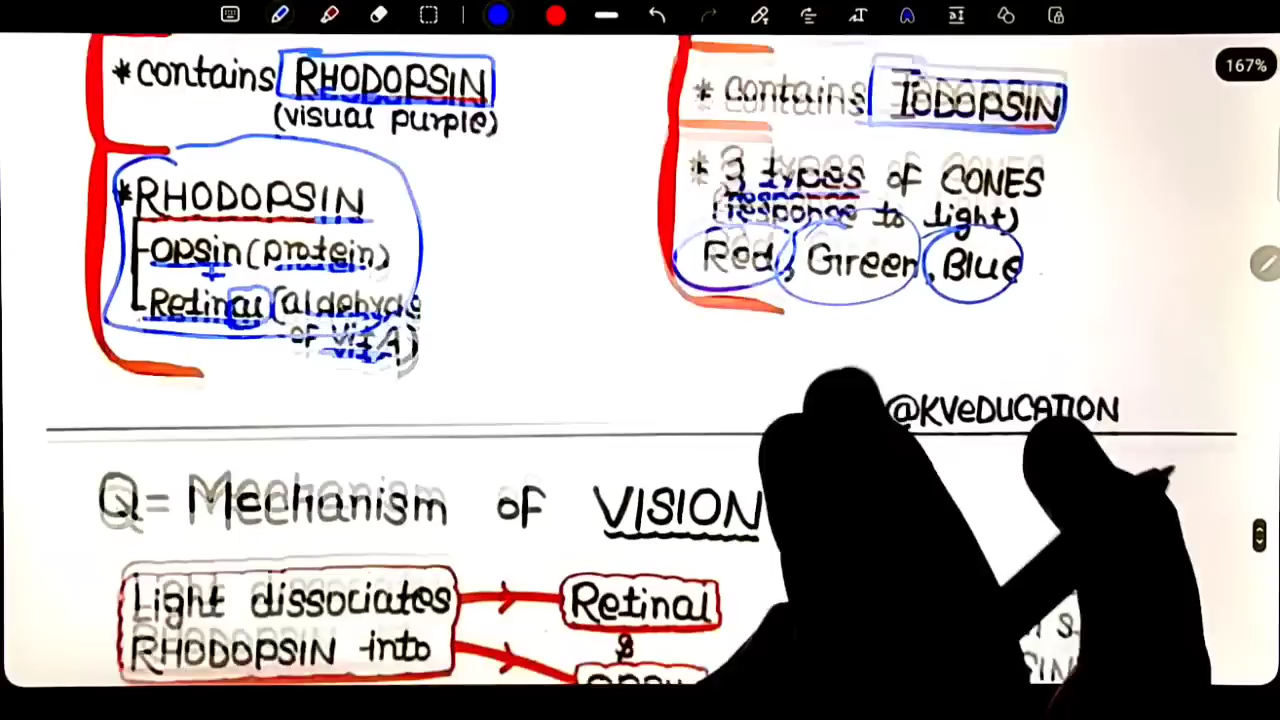 167%
*contains RHODOPSIN
(visual purple)
*RHODOPSIN
opsin (protein)
+
Retinal (aldehyde
of Vit A)
* contains IODOPSIN
* 3 types of CONES
(response to light)
Red, Green, Blue
@KVeDUCATION
Q= Mechanism of VISION
Light dissociates
RHODOPSIN into
Retinal
&